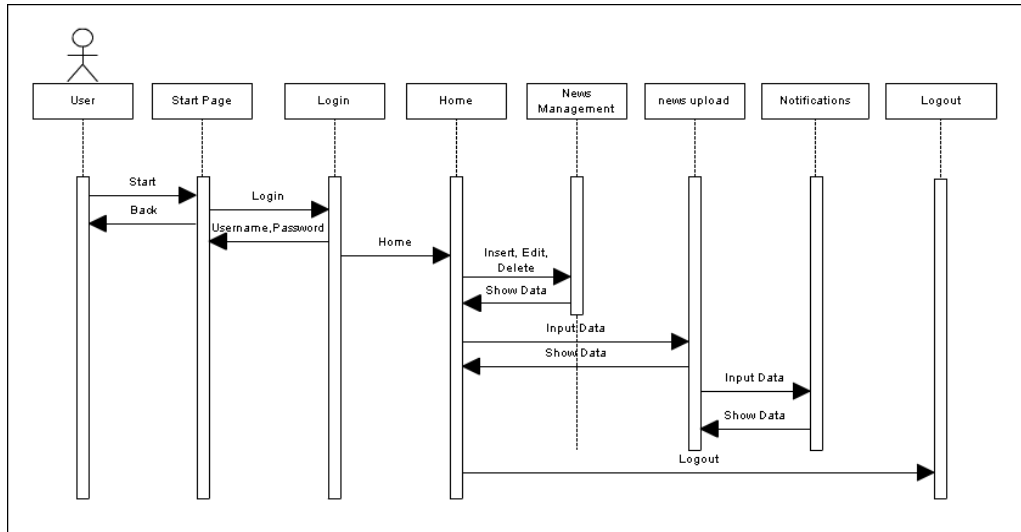 User
Start Page
Login
Home
News
Management
news upload
Notifications
Logout
Start
Login
Back
Username,Password
Home
Insert, Edit,
Delete
Show Data
Input Data
Show Data
Input Data
Show Data
Logout